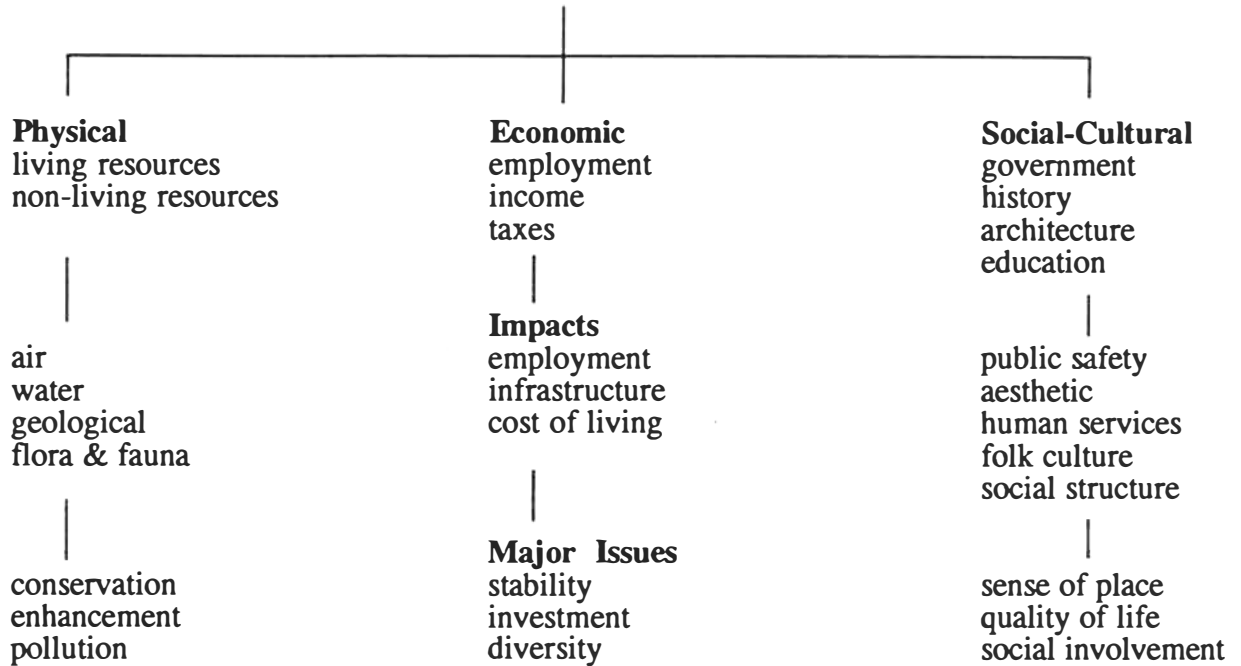 Physical
living resources
non-living resources
air
water
geological
flora & fauna
conservation
enhancement
pollution
Economic
employment
income
taxes
Impacts
employment
infrastructure
cost of living
Major Issues
stability
investment
diversity
Social-Cultural
government
history
architecture
education
public safety
aesthetic
human services
folk culture
social structure
sense of place
quality of life
social involvement